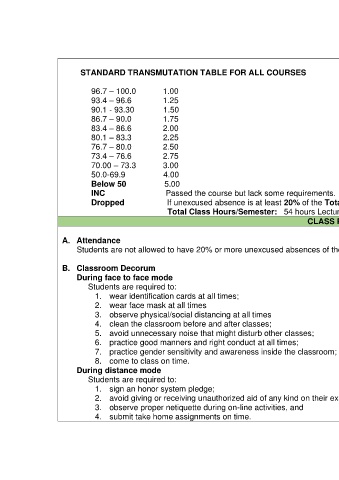 STANDARD TRANSMUTATION TABLE FOR ALL COURSES
96.7 – 100.0 1.00
93.4 – 96.6 1.25
90.1 - 93.30 1.50
86.7 – 90.0 1.75
83.4 – 86.6 2.00
80.1 – 83.3 2.25
76.7 – 80.0 2.50
73.4 – 76.6 2.75
70.00 – 73.3 3.00
50.0-69.9 4.00
Below 50 5.00
INC Passed the course but lack some requirements.
Dropped If unexcused absence is at least 20% of the Tota
Total Class Hours/Semester: 54 hours Lectur
CLASS
A. Attendance
Students are not allowed to have 20% or more unexcused absences of the
B. Classroom Decorum
During face to face mode
Students are required to:
1. wear identification cards at all times;
2. wear face mask at all times
3. observe physical/social distancing at all times
4. clean the classroom before and after classes;
5. avoid unnecessary noise that might disturb other classes;
6. practice good manners and right conduct at all times;
7. practice gender sensitivity and awareness inside the classroom;
8. come to class on time.
During distance mode
Students are required to:
1. sign an honor system pledge;
2. avoid giving or receiving unauthorized aid of any kind on their ex
3. observe proper netiquette during on-line activities, and
4. submit take home assignments on time.